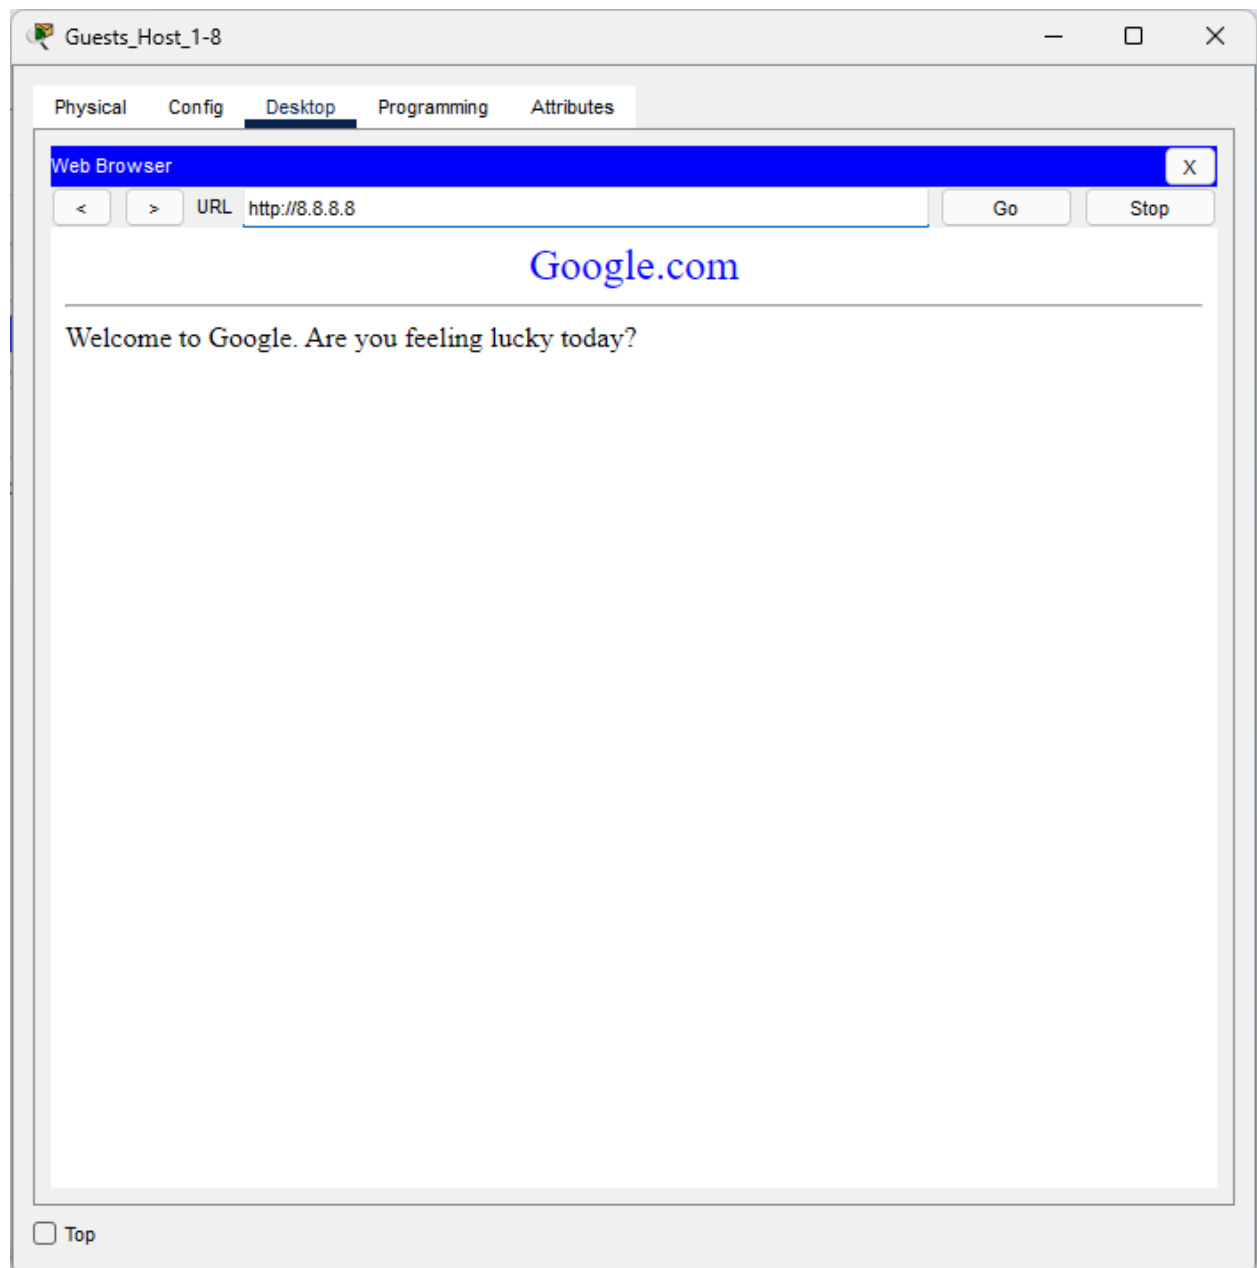 Guests_Host_1-8
Physical Config Desktop Programming Attributes
Web Browser X
< > URL http://8.8.8.8 Go Stop
Google.com
Welcome to Google. Are you feeling lucky today?
Top